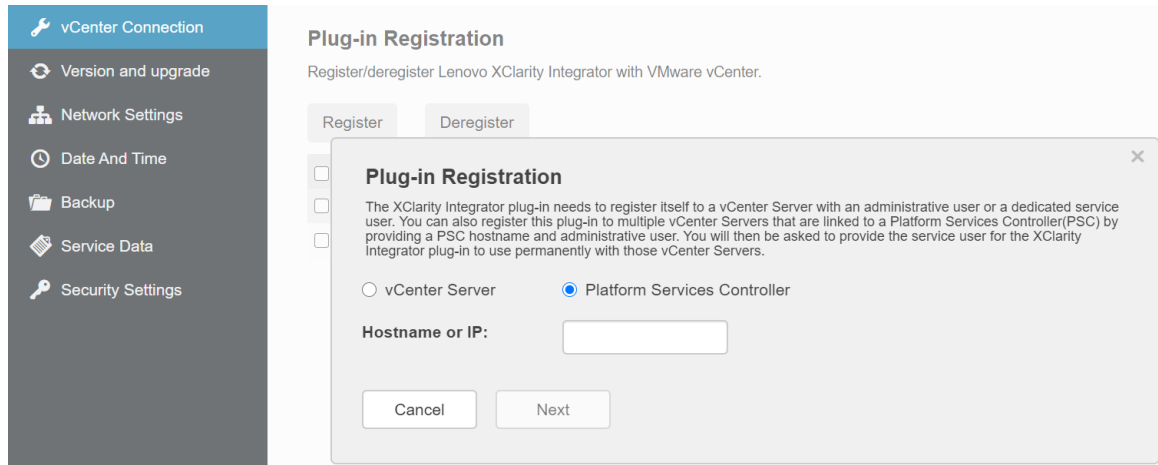 vCenter Connection
Version and upgrade
Network Settings
Date And Time
Backup
Service Data
Security Settings
Plug-in Registration
Register/deregister Lenovo XClarity Integrator with VMware vCenter.
Register Deregister
Plug-in Registration
The XClarity Integrator plug-in needs to register itself to a vCenter Server with an administrative user or a dedicated service
user. You can also register this plug-in to multiple vCenter Servers that are linked to a Platform Services Controller(PSC) by
providing a PSC hostname and administrative user. You will then be asked to provide the service user for the XClarity
Integrator plug-in to use permanently with those vCenter Servers.
vCenter Server Platform Services Controller
Hostname or IP:
Cancel Next